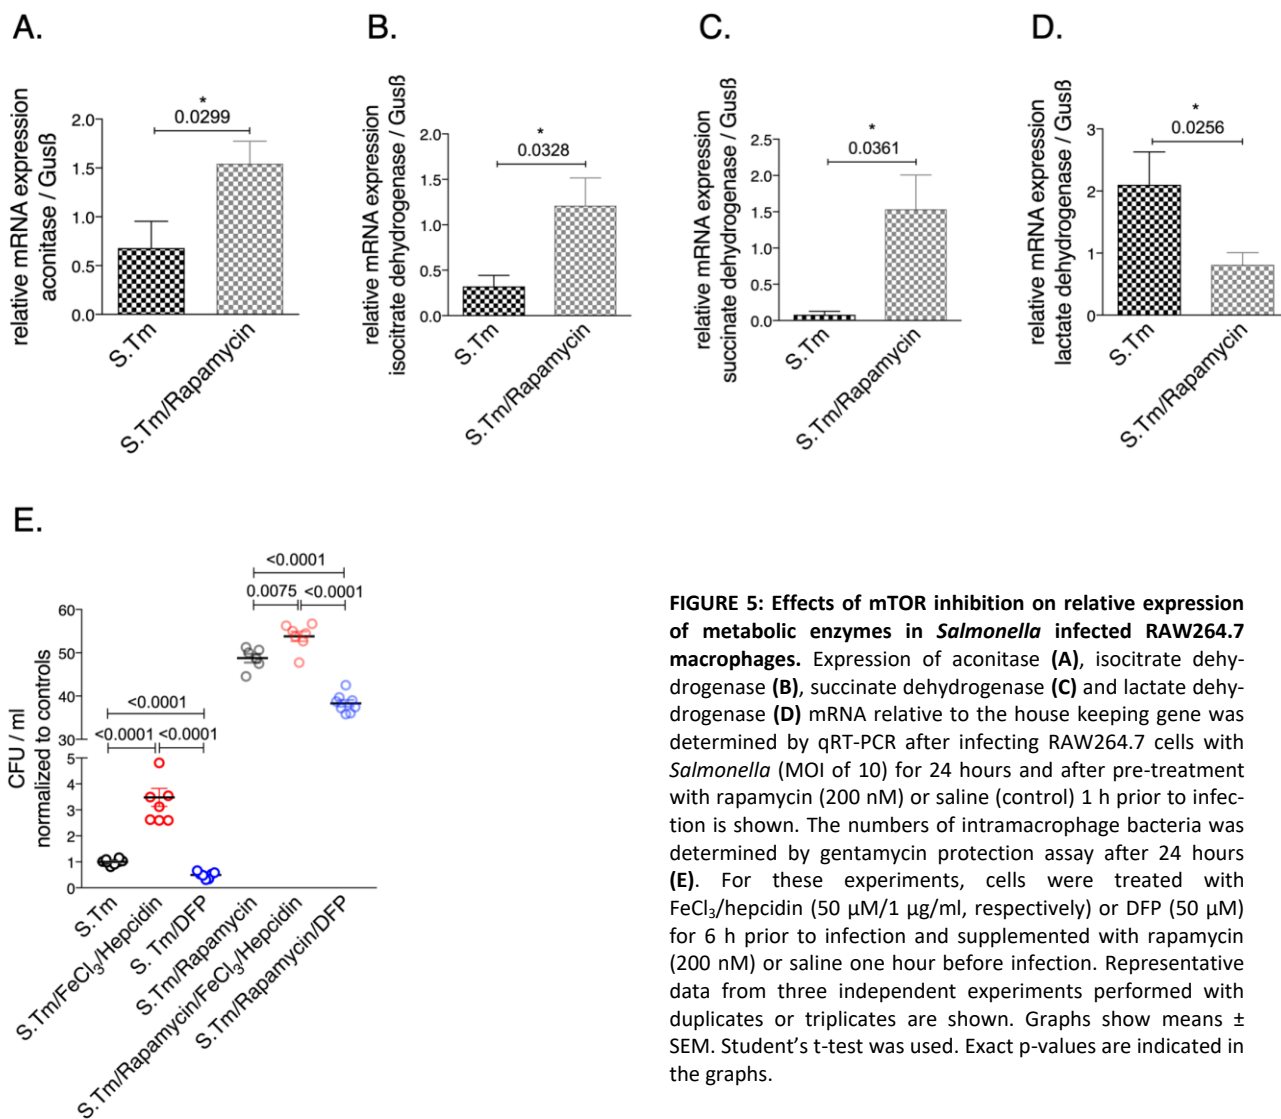 A.
B.
C.
D.
relative mRNA expression
aconitase / Gusß
*
0.0299
2.0
1.5
1.0
0.5
0.0
S.Tm
S.Tm/Rapamycin
relative mRNA expression
isocitrate dehydrogenase / Gusß
*
0.0328
2.0
1.5
1.0
0.5
0.0
S.Tm
S.Tm/Rapamycin
relative mRNA expression
succinate dehydrogenase / Gusß
*
0.0361
2.5
2.0
1.5
1.0
0.5
0.0
S.Tm
S.Tm/Rapamycin
relative mRNA expression
lactate dehydrogenase / Gusß
*
0.0256
3
2
1
0
S.Tm
S.Tm/Rapamycin
E.
CFU / ml
normalized to controls
<0.0001
0.0075
<0.0001
<0.0001
<0.0001
<0.0001
60
50
40
30
5
4
3
2
1
0
S.Tm
S.Tm/FeCl₃/Hepcidin
S. Tm/DFP
S.Tm/Rapamycin
S.Tm/Rapamycin/FeCl₃/Hepcidin
S.Tm/Rapamycin/DFP
FIGURE 5: Effects of mTOR inhibition on relative expression
of metabolic enzymes in Salmonella infected RAW264.7
macrophages. Expression of aconitase (A), isocitrate dehy-
drogenase (B), succinate dehydrogenase (C) and lactate dehy-
drogenase (D) mRNA relative to the house keeping gene was
determined by qRT-PCR after infecting RAW264.7 cells with
Salmonella (MOI of 10) for 24 hours and after pre-treatment
with rapamycin (200 nM) or saline (control) 1 h prior to infec-
tion is shown. The numbers of intramacrophage bacteria was
determined by gentamycin protection assay after 24 hours
(E). For these experiments, cells were treated with
FeCl₃/hepcidin (50 µM/1 µg/ml, respectively) or DFP (50 µM)
for 6 h prior to infection and supplemented with rapamycin
(200 nM) or saline one hour before infection. Representative
data from three independent experiments performed with
duplicates or triplicates are shown. Graphs show means ±
SEM. Student's t-test was used. Exact p-values are indicated in
the graphs.